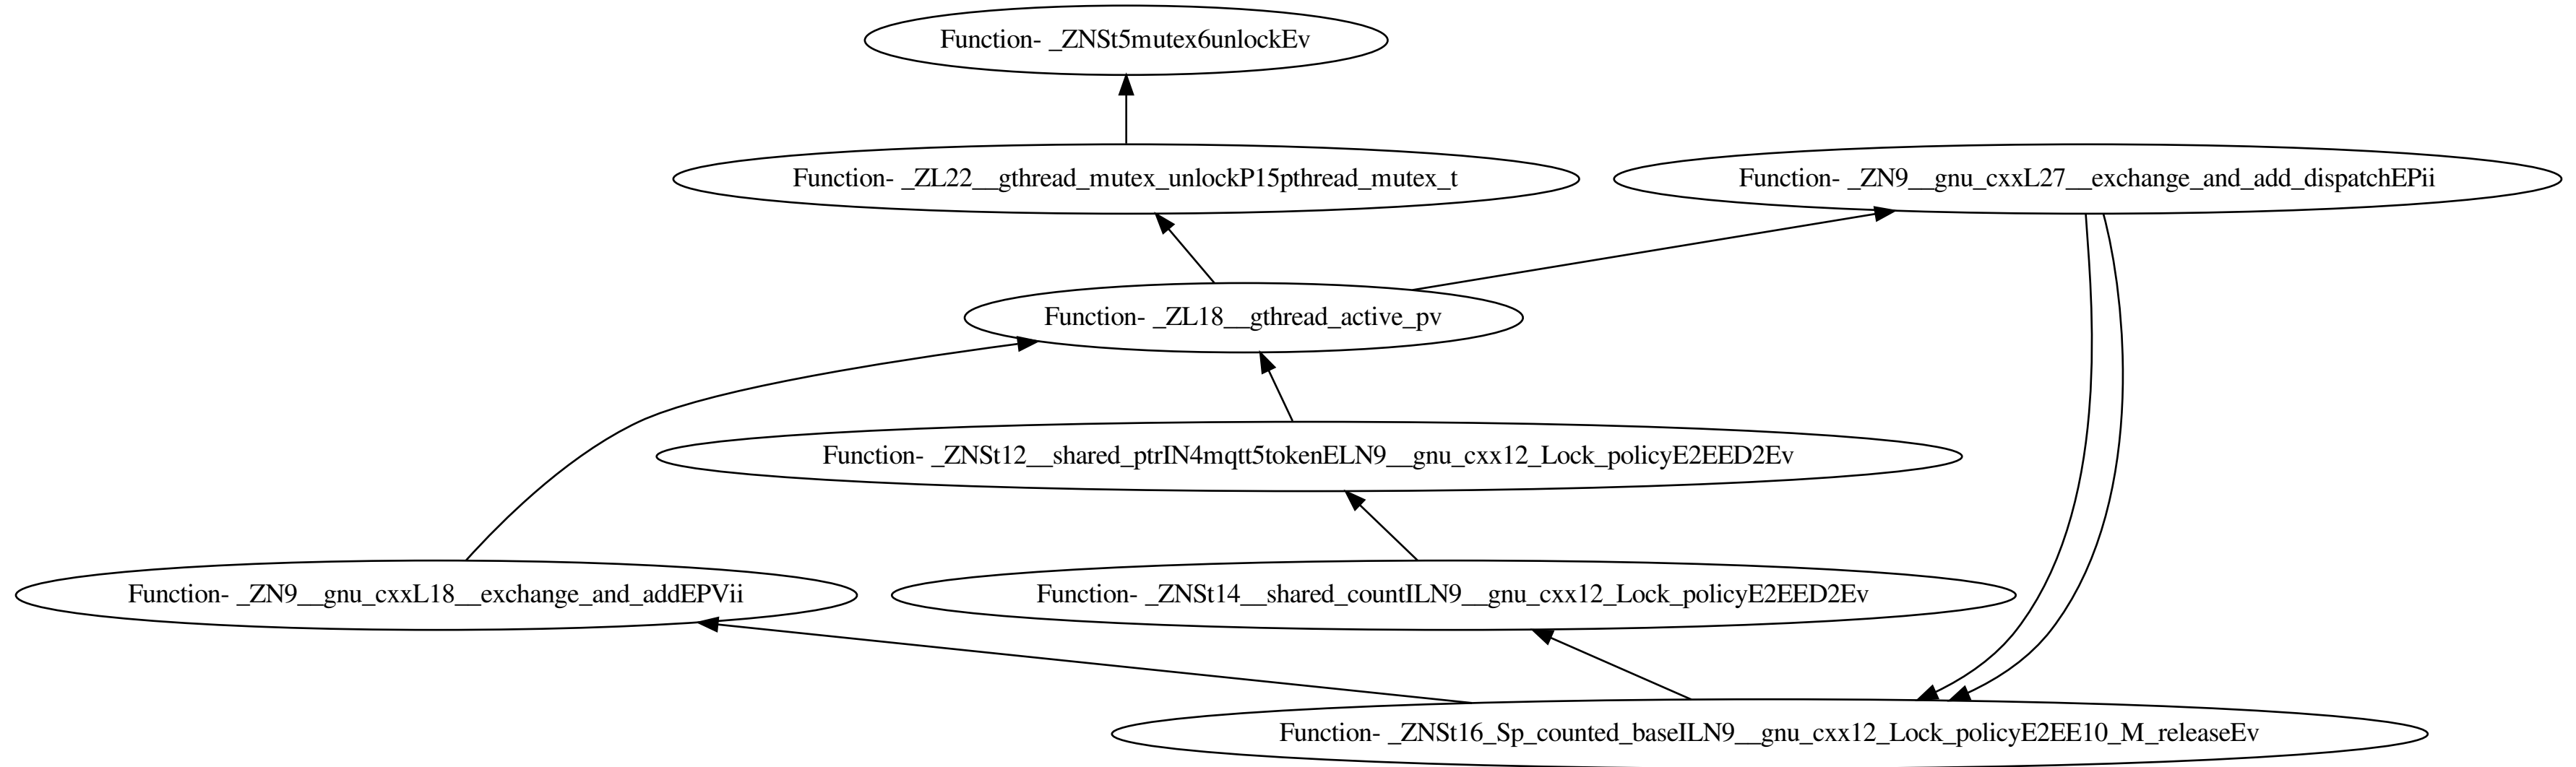 Function- _ZNSt5mutex6unlockEv
Function- _ZL22__gthread_mutex_unlockP15pthread_mutex_t
Function- _ZN9__gnu_cxxL27__exchange_and_add_dispatchEPii
Function- _ZL18__gthread_active_pv
Function- _ZNSt12__shared_ptrIN4mqtt5tokenELN9__gnu_cxx12_Lock_policyE2EED2Ev
Function- _ZN9__gnu_cxxL18__exchange_and_addEPVii
Function- _ZNSt14__shared_countILN9__gnu_cxx12_Lock_policyE2EED2Ev
Function- _ZNSt16_Sp_counted_baseILN9__gnu_cxx12_Lock_policyE2EE10_M_releaseEv